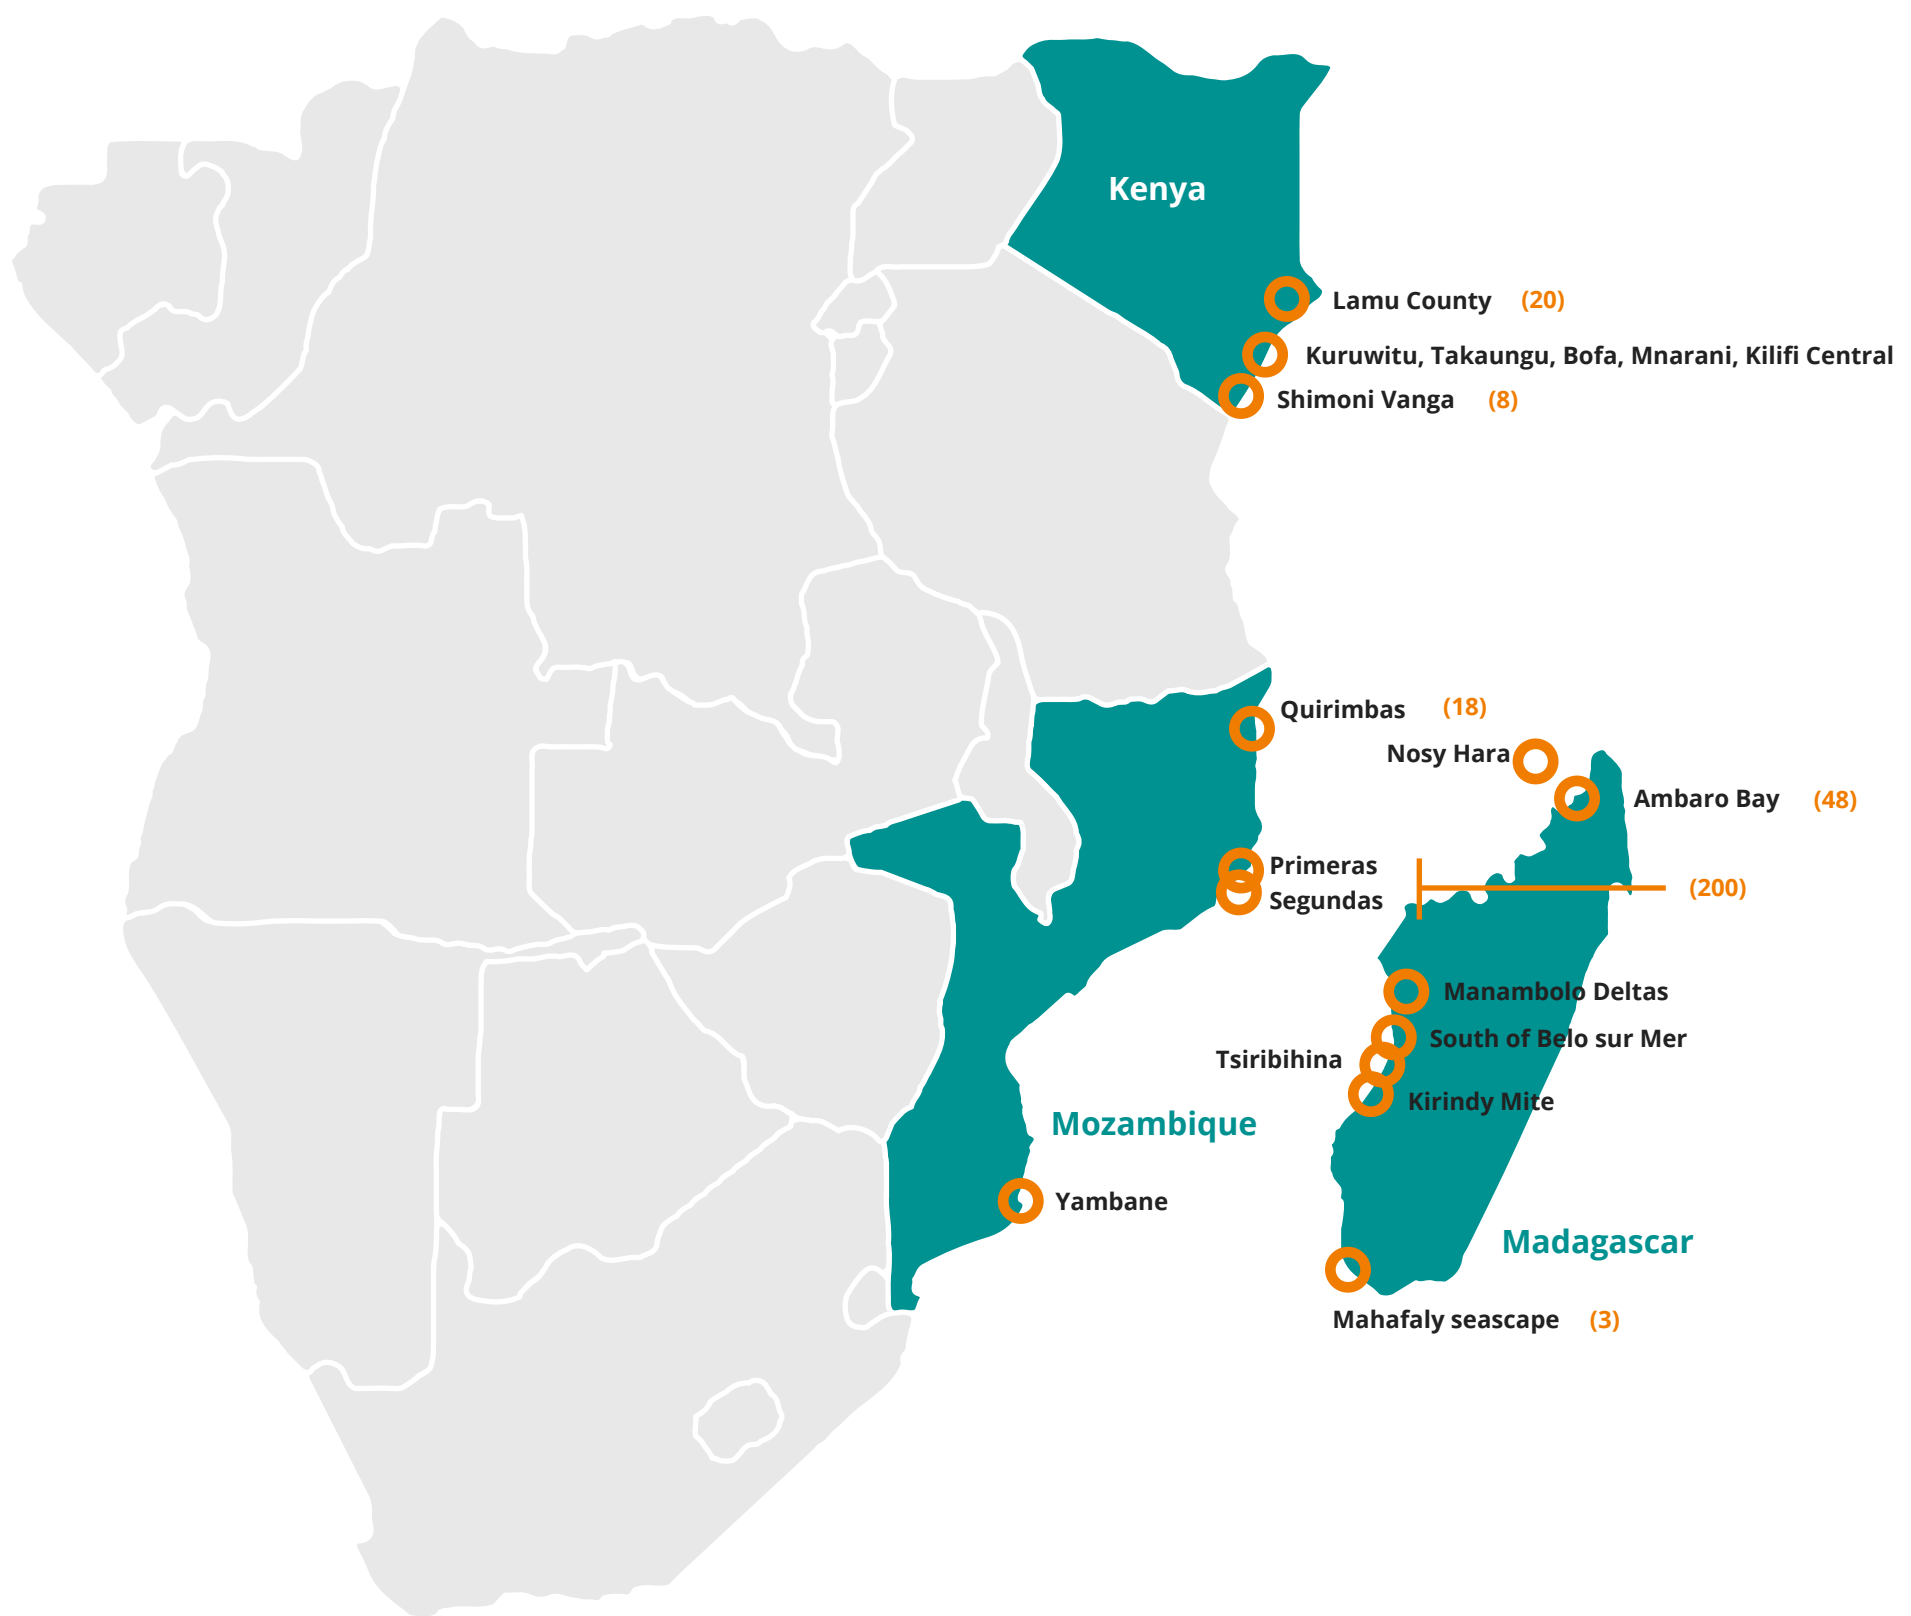 Kenya
Lamu County (20)
Kuruwitu, Takaungu, Bofa, Mnarani, Kilifi Central
Shimoni Vanga (8)
Quirimbas (18)
Nosy Hara
Ambaro Bay (48)
Primeras
(200)
Segundas
Manambolo Deltas
South of Belo sur Mer
Tsiribihina
Kirindy Mite
Mozambique
Yambane
Madagascar
Mahafaly seascape (3)